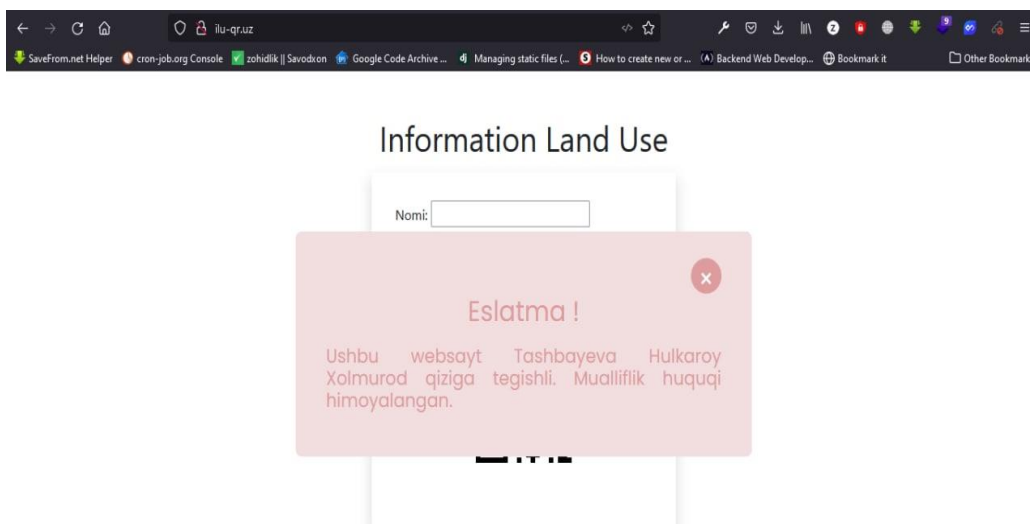 ilu-qr.uz
SaveFrom.net Helper cron-job.org Console zohidlik || Savodxon Google Code Archive ... dj Managing static files (... How to create new or ... (A) Backend Web Develop... Bookmark it Other Bookmark
Information Land Use
Nomi:
Eslatma !
Ushbu websayt Tashbayeva Hulkaroy
Xolmurod qiziga tegishli. Mualliflik huquqi
himoyalangan.